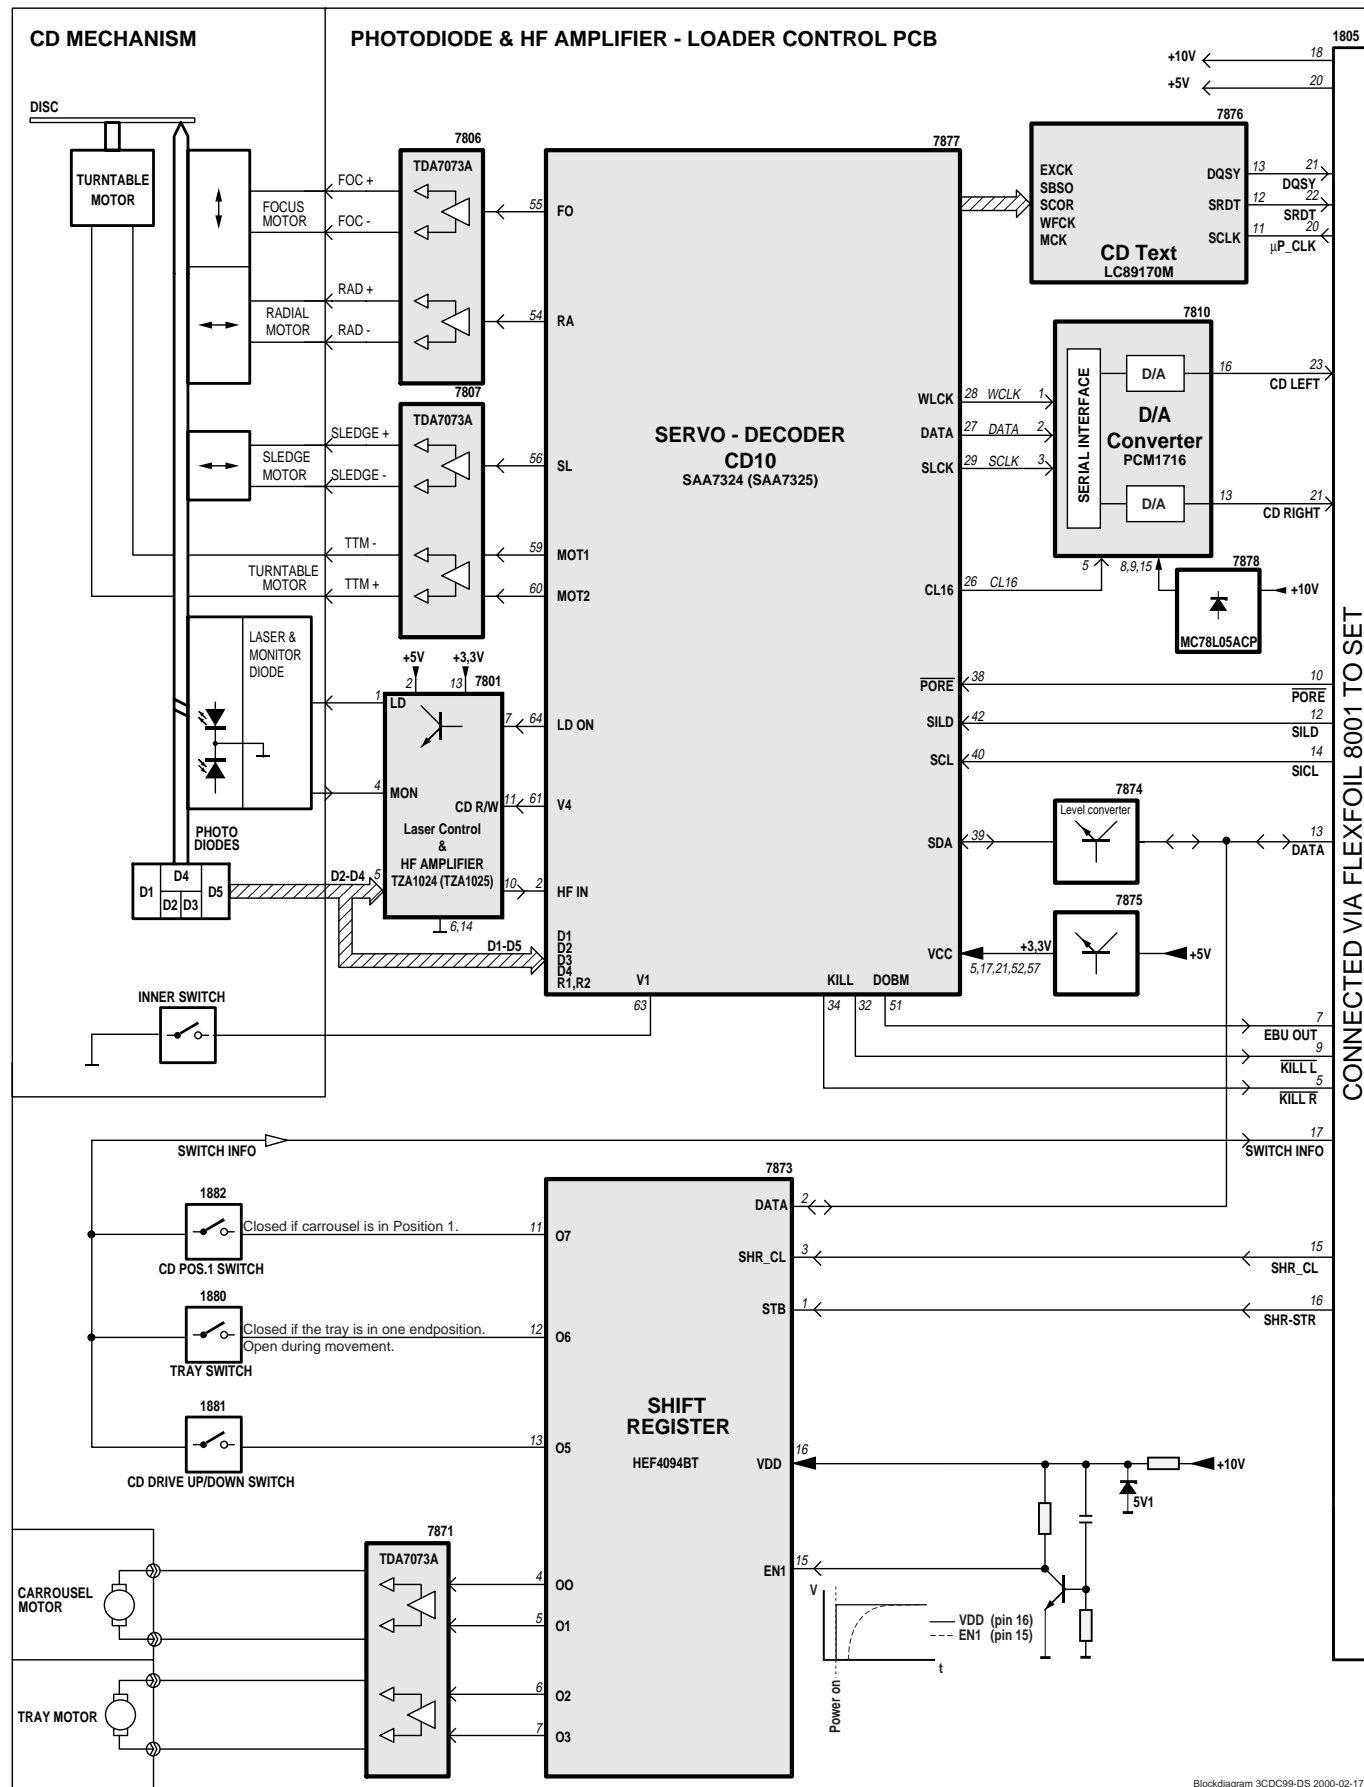 CD MECHANISM
PHOTODIODE & HF AMPLIFIER - LOADER CONTROL PCB
1805
+10V
18
+5V
20
DISC
TURNTABLE
MOTOR
FOCUS
MOTOR
FOC +
FOC -
RADIAL
MOTOR
RAD +
RAD -
7806
TDA7073A
55
FO
54
RA
7807
TDA7073A
SLEDGE +
SLEDGE
MOTOR
SLEDGE -
56
SL
TTM -
TURNTABLE
MOTOR
TTM +
59
MOT1
60
MOT2
7877
SERVO - DECODER
CD10
SAA7324 (SAA7325)
7876
EXCK
SBSO
SCOR
WFCK
MCK
CD Text
LC89170M
DQSY
13
21
DQSY
SRDT
12
22
SRDT
SCLK
11
20
µP_CLK
7810
WLCK
28
WCLK
1
DATA
27
DATA
2
SLCK
29
SCLK
3
SERIAL INTERFACE
D/A
D/A
Converter
PCM1716
D/A
16
23
CD LEFT
13
21
CD RIGHT
CL16
26
CL16
5
8,9,15
7878
+10V
MC78L05ACP
LASER &
MONITOR
DIODE
+5V
+3,3V
2
13
7801
1
LD
7
64
LD ON
4
MON
CD R/W
11
61
V4
Laser Control
&
HF AMPLIFIER
TZA1024 (TZA1025)
10
2
HF IN
6,14
PHOTO
DIODES
D1
D4
D2
D3
D5
D2-D4
5
D1-D5
D1
D2
D3
D4
R1,R2
PORE
38
10
PORE
SILD
42
12
SILD
SCL
40
14
SICL
7874
Level converter
SDA
39
13
DATA
7875
VCC
+3,3V
5,17,21,52,57
+5V
V1
63
KILL
DOBM
34
32
51
INNER SWITCH
7
EBU OUT
9
KILL L
5
KILL R
CONNECTED VIA FLEXFOIL 8001 TO SET
SWITCH INFO
17
SWITCH INFO
1882
Closed if carrousel is in Position 1.
CD POS.1 SWITCH
11
O7
1880
Closed if the tray is in one endposition.
Open during movement.
TRAY SWITCH
12
O6
1881
CD DRIVE UP/DOWN SWITCH
13
O5
7873
DATA
2
SHR_CL
3
15
SHR_CL
STB
1
16
SHR-STR
SHIFT
REGISTER
HEF4094BT
VDD
16
+10V
5V1
EN1
15
V
VDD (pin 16)
EN1 (pin 15)
t
Power on
7871
TDA7073A
CARROUSEL
MOTOR
4
OO
5
O1
TRAY MOTOR
6
O2
7
O3
Blockdiagram 3CDC99-DS 2000-02-17